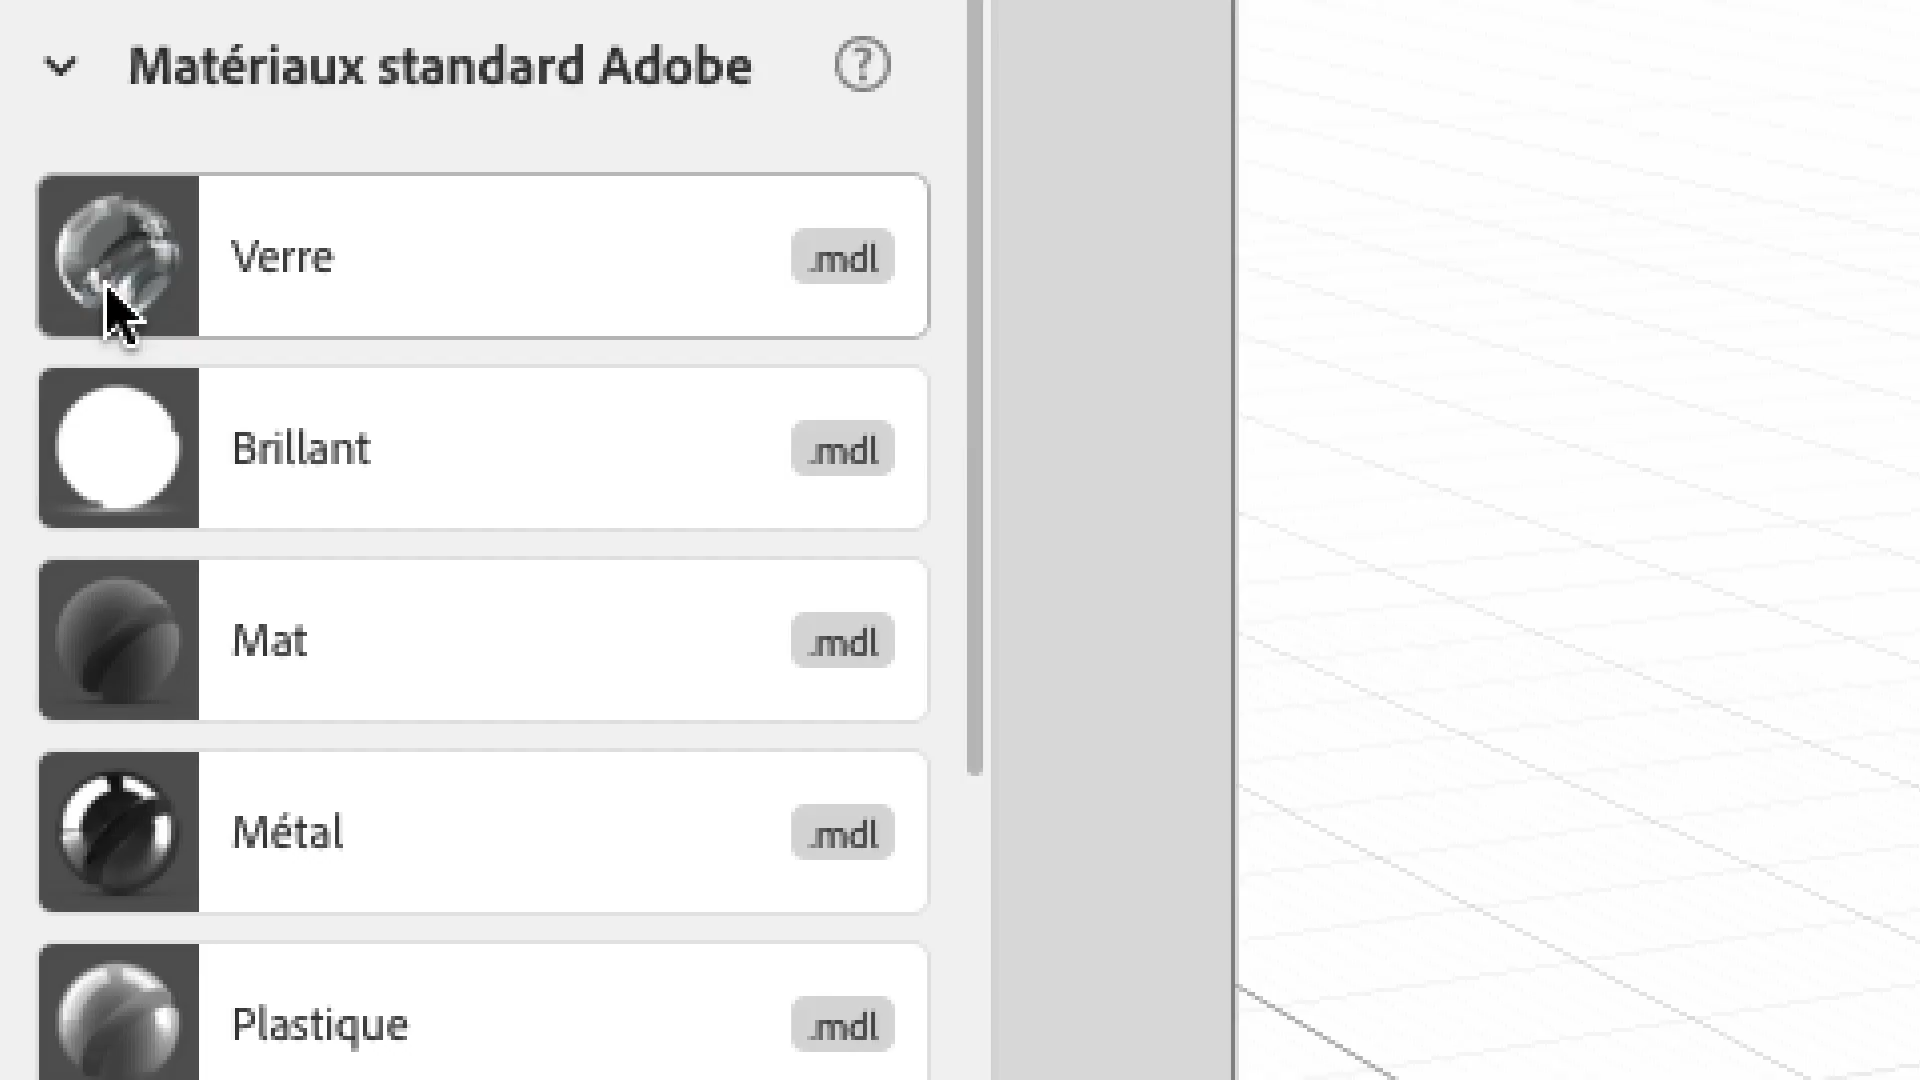 Matériaux standard Adobe ?
Verre .mdl
Brillant .mdl
Mat .mdl
Métal .mdl
Plastique .mdl